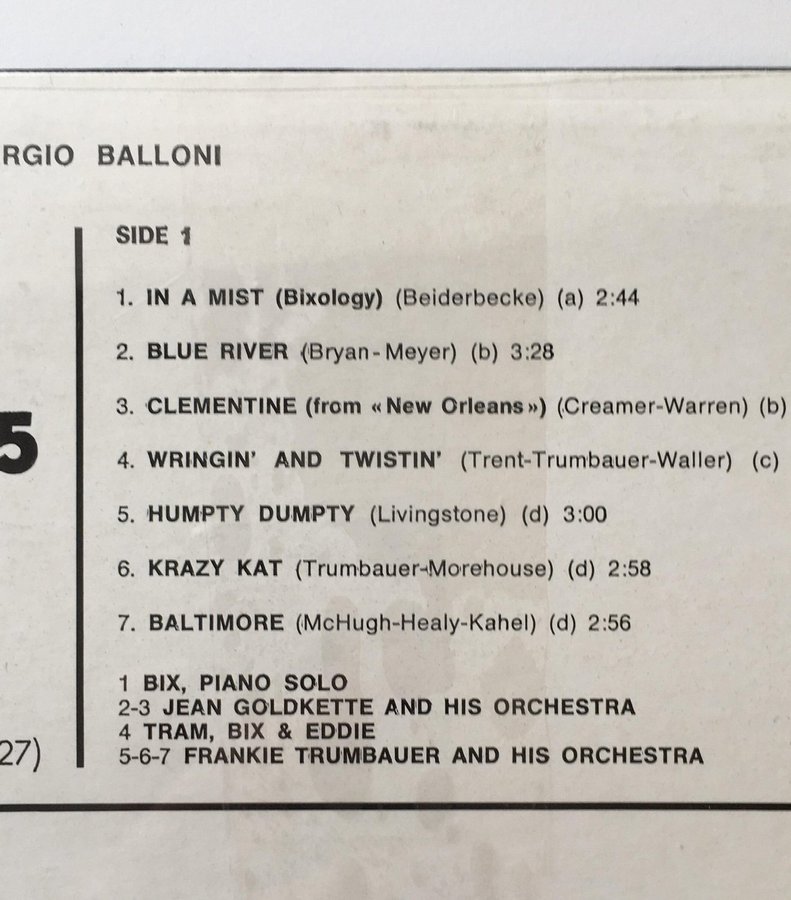 RGIO BALLONI
SIDE 1
1. IN A MIST (Bixology) (Beiderbecke) (a) 2:44
2. BLUE RIVER (Bryan-Meyer) (b) 3:28
3. CLEMENTINE (from «New Orleans») (Creamer-Warren) (b)
5
4. WRINGIN' AND TWISTIN' (Trent-Trumbauer-Waller) (c)
5. HUMPTY DUMPTY (Livingstone) (d) 3:00
6. KRAZY KAT (Trumbauer-Morehouse) (d) 2:58
7. BALTIMORE (McHugh-Healy-Kahel) (d) 2:56
1 BIX, PIANO SOLO
2-3 JEAN GOLDKETTE AND HIS ORCHESTRA
4 TRAM, BIX & EDDIE
27)
5-6-7 FRANKIE TRUMBAUER AND HIS ORCHESTRA